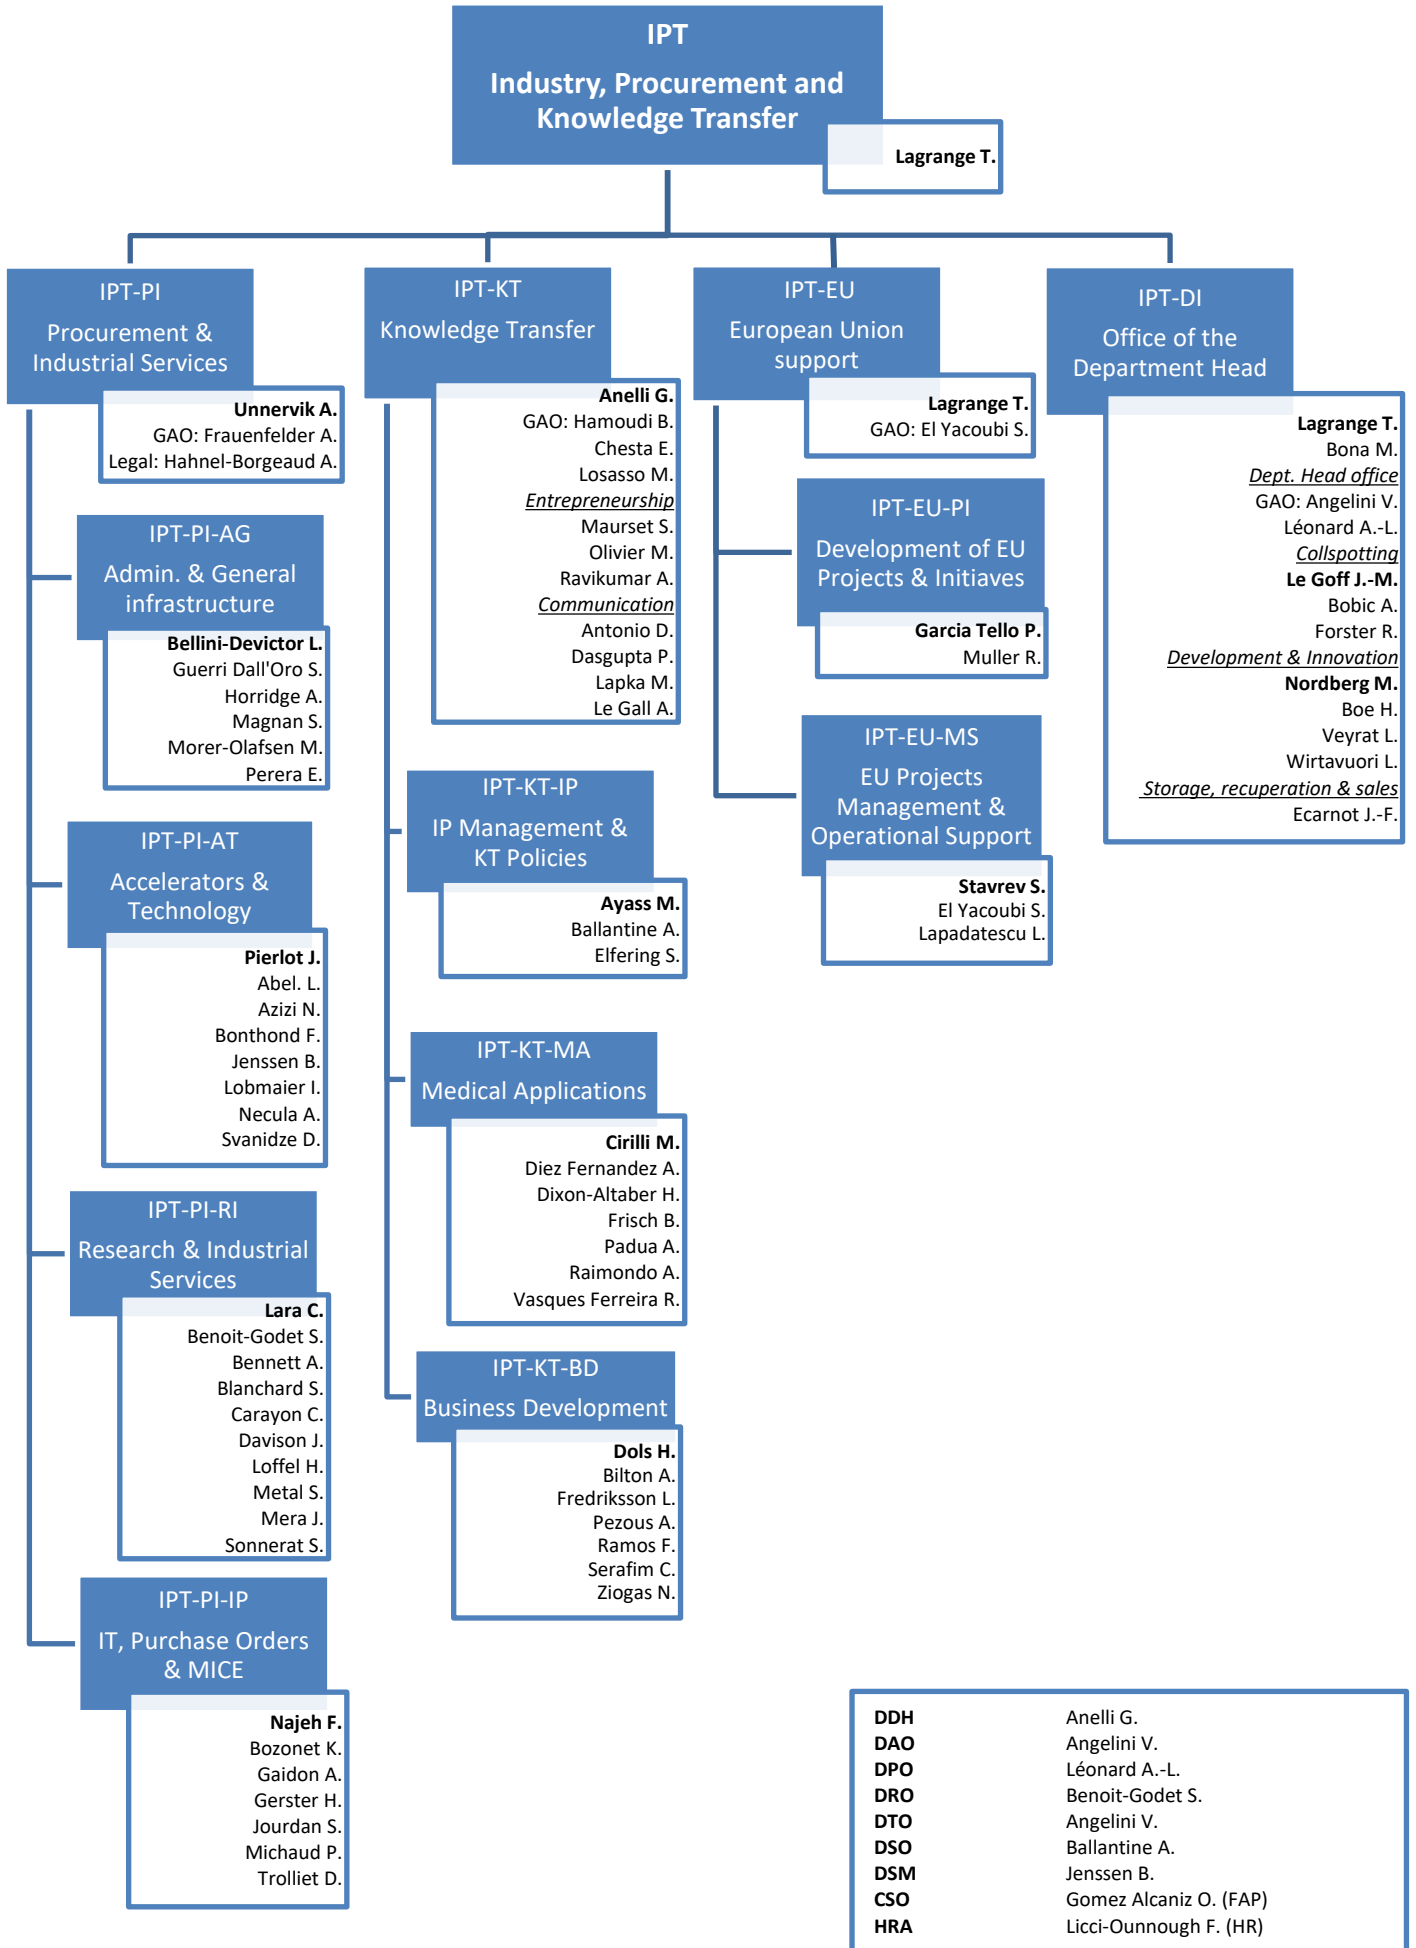 IPT
Industry, Procurement and
Knowledge Transfer
Lagrange T.
IPT-PI
Procurement &
Industrial Services
Unnervik A.
GAO: Frauenfelder A.
Legal: Hahnel-Borgeaud A.
IPT-PI-AG
Admin. & General
infrastructure
Bellini-Devictor L.
Guerri Dall'Oro S.
Horridge A.
Magnan S.
Morer-Olafsen M.
Perera E.
IPT-PI-AT
Accelerators &
Technology
Pierlot J.
Abel. L.
Azizi N.
Bonthond F.
Jenssen B.
Lobmaier I.
Necula A.
Svanidze D.
IPT-PI-RI
Research & Industrial
Services
Lara C.
Benoit-Godet S.
Bennett A.
Blanchard S.
Carayon C.
Davison J.
Loffel H.
Metal S.
Mera J.
Sonnerat S.
IPT-PI-IP
IT, Purchase Orders
& MICE
Najeh F.
Bozonet K.
Gaidon A.
Gerster H.
Jourdan S.
Michaud P.
Trolliet D.
IPT-KT
Knowledge Transfer
Anelli G.
GAO: Hamoudi B.
Chesta E.
Losasso M.
Entrepreneurship
Maurset S.
Olivier M.
Ravikumar A.
Communication
Antonio D.
Dasgupta P.
Lapka M.
Le Gall A.
IPT-KT-IP
IP Management &
KT Policies
Ayass M.
Ballantine A.
Elfering S.
IPT-KT-MA
Medical Applications
Cirilli M.
Diez Fernandez A.
Dixon-Altaber H.
Frisch B.
Padua A.
Raimondo A.
Vasques Ferreira R.
IPT-KT-BD
Business Development
Dols H.
Bilton A.
Fredriksson L.
Pezous A.
Ramos F.
Serafim C.
Ziogas N.
IPT-EU
European Union
support
Lagrange T.
GAO: El Yacoubi S.
IPT-EU-PI
Development of EU
Projects & Initiaves
Garcia Tello P.
Muller R.
IPT-EU-MS
EU Projects
Management &
Operational Support
Stavrev S.
El Yacoubi S.
Lapadatescu L.
IPT-DI
Office of the
Department Head
Lagrange T.
Bona M.
Dept. Head office
GAO: Angelini V.
Léonard A.-L.
Collspotting
Le Goff J.-M.
Bobic A.
Forster R.
Development & Innovation
Nordberg M.
Boe H.
Veyrat L.
Wirtavuori L.
Storage, recuperation & sales
Ecarnot J.-F.
DDH Anelli G.
DAO Angelini V.
DPO Léonard A.-L.
DRO Benoit-Godet S.
DTO Angelini V.
DSO Ballantine A.
DSM Jenssen B.
CSO Gomez Alcaniz O. (FAP)
HRA Licci-Ounnough F. (HR)